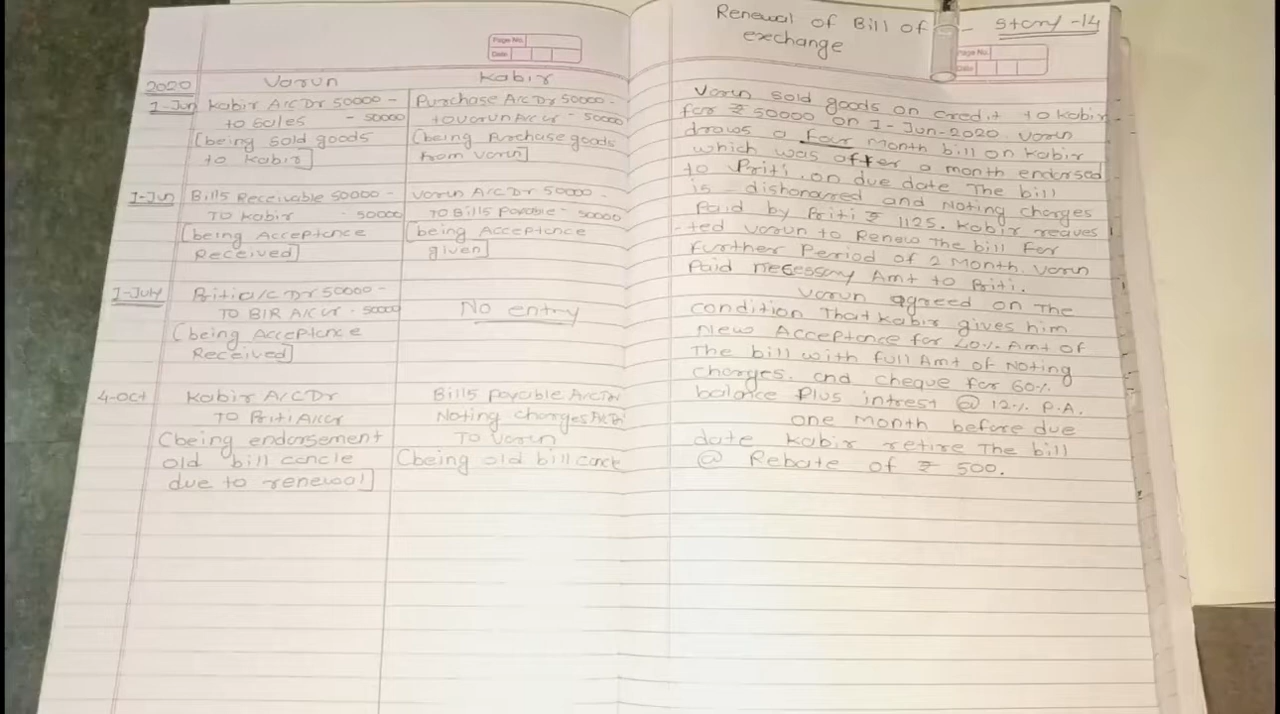 Renewal of Bill of
exchange
Story -14
Page No.
Date
Page No.
Date
2020 Varun Kabir
1-Jun Kabir A/C Dr 50000 -
to Sales - 50000
(being sold goods
to Kabir]
Purchase A/C Dr 50000 -
to Varun A/C Cr - 50000
(being Purchase goods
from Varun]
1-Jun Bills Receivable 50000 -
TO Kabir - 50000
(being Acceptance
Received]
Varun A/C Dr 50000 -
TO Bills Payable - 50000
(being Acceptance
given]
1-July Priti A/C Dr 50000 -
TO B/R A/C Cr - 50000
(being Acceptance
Received]
No entry
4-Oct Kabir A/C Dr
TO Priti A/C Cr
(being endorsement
old bill cancle
due to renewal]
Bills payable A/C Dr
Noting charges A/C Dr
TO Varun
(being old bill cancle
Varun sold goods on credit to Kabir
for ₹ 50000 on 1-Jun-2020. Varun
draws a four month bill on Kabir
which was after a month endorsed
to Priti. on due date The bill
is dishonoured and Noting charges
Paid by Priti ₹ 1125. Kabir reques
-ted Varun to Renew The bill For
further Period of 2 Month. Varun
Paid necessary Amt to Priti.
Varun agreed on The
condition That Kabir gives him
New Acceptance for 40% Amt of
The bill with full Amt of Noting
charges. and cheque for 60%
balance Plus intrest @ 12% P.A.
one month before due
date Kabir retire The bill
@ Rebate of ₹ 500.